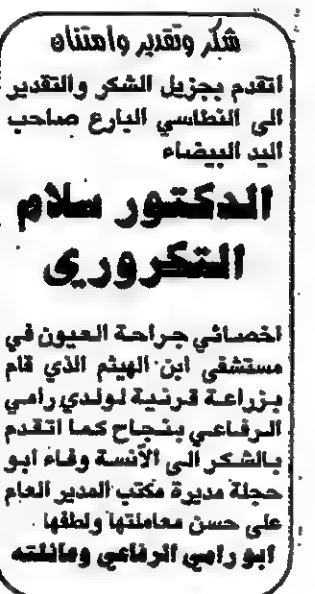 شكر وتقدير وامتنان
اتقدم بجزيل الشكر والتقدير
الى النطاسي البارع صاحب
اليد البيضاء
الدكتور سلام
التكروري
اخصائي جراحة العيون في
مستشفى ابن الهيثم الذي قام
بزراعة قرنية لولدي رامي
الرفاعي بنجاح كما اتقدم
بالشكر الى الآنسة وفاء ابو
حجلة مديرة مكتب المدير العام
على حسن معاملتها ولطفها
ابو رامي الرفاعي وعائلته